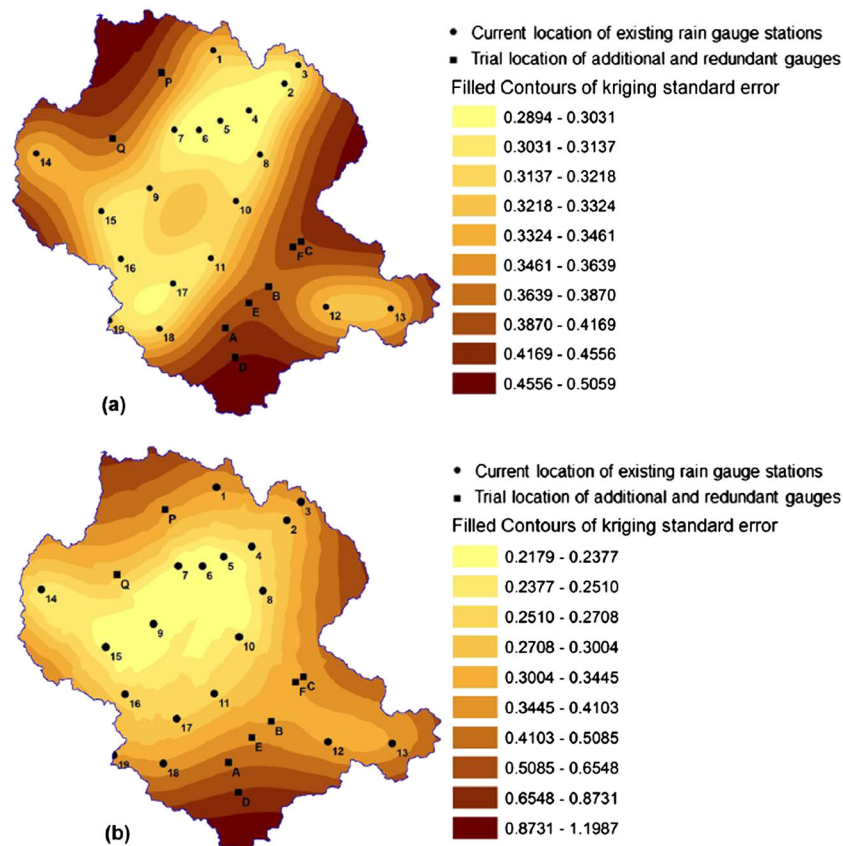 Current location of existing rain gauge stations
Trial location of additional and redundant gauges
Filled Contours of kriging standard error
0.2894 - 0.3031
0.3031 - 0.3137
0.3137 - 0.3218
0.3218 - 0.3324
0.3324 - 0.3461
0.3461 - 0.3639
0.3639 - 0.3870
0.3870 - 0.4169
0.4169 - 0.4556
0.4556 - 0.5059
1
3
P
2
4
5
7
6
Q
14
8
9
10
15
C
F
16
11
17
B
E
12
13
19
18
A
D
(a)
Current location of existing rain gauge stations
Trial location of additional and redundant gauges
Filled Contours of kriging standard error
0.2179 - 0.2377
0.2377 - 0.2510
0.2510 - 0.2708
0.2708 - 0.3004
0.3004 - 0.3445
0.3445 - 0.4103
0.4103 - 0.5085
0.5085 - 0.6548
0.6548 - 0.8731
0.8731 - 1.1987
1
3
P
2
4
5
7
6
Q
14
8
9
10
15
C
F
16
11
17
B
E
12
13
19
18
A
D
(b)